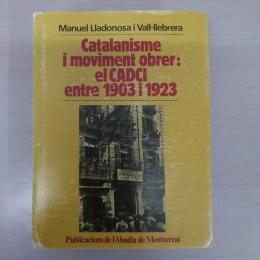 Manuel Lladonosa i Vall-llebrera
Catalanisme
i moviment obrer:
el CADCI
entre 1903 i 1923
Publicacions de l'Abadia de Montserrat